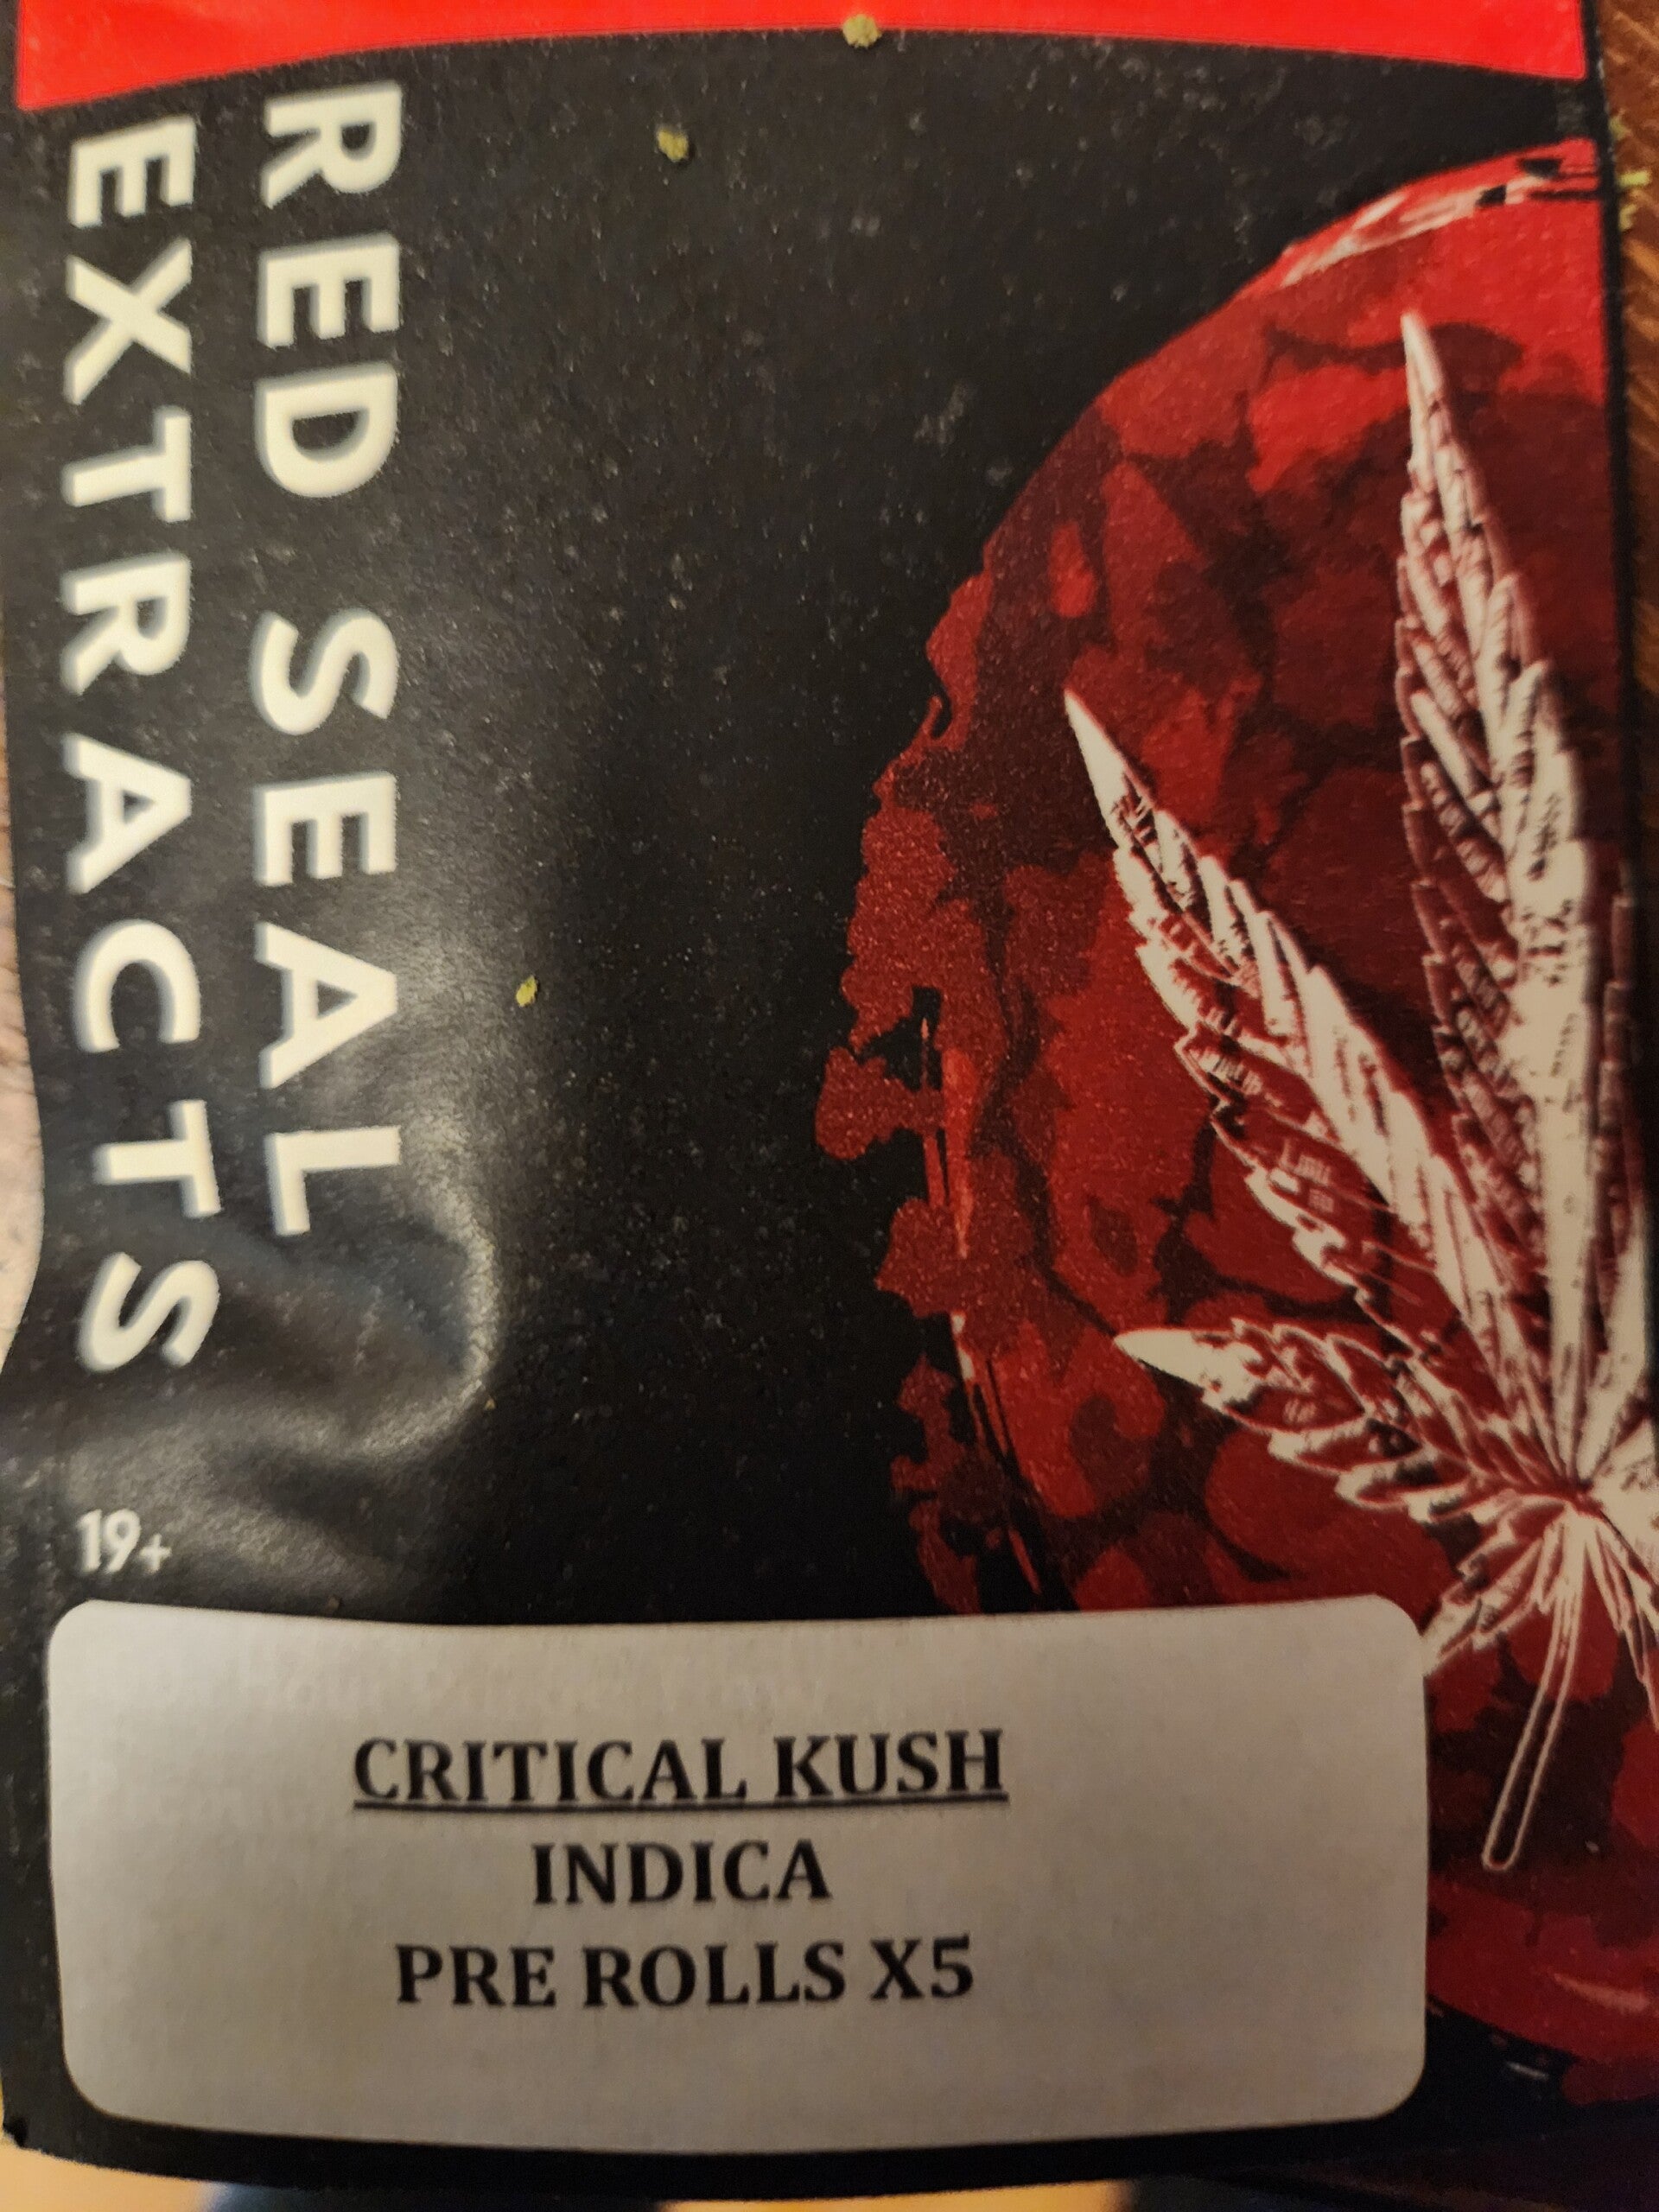 RED SEAL
EXTRACTS
19+
CRITICAL KUSH
INDICA
PRE ROLLS X5